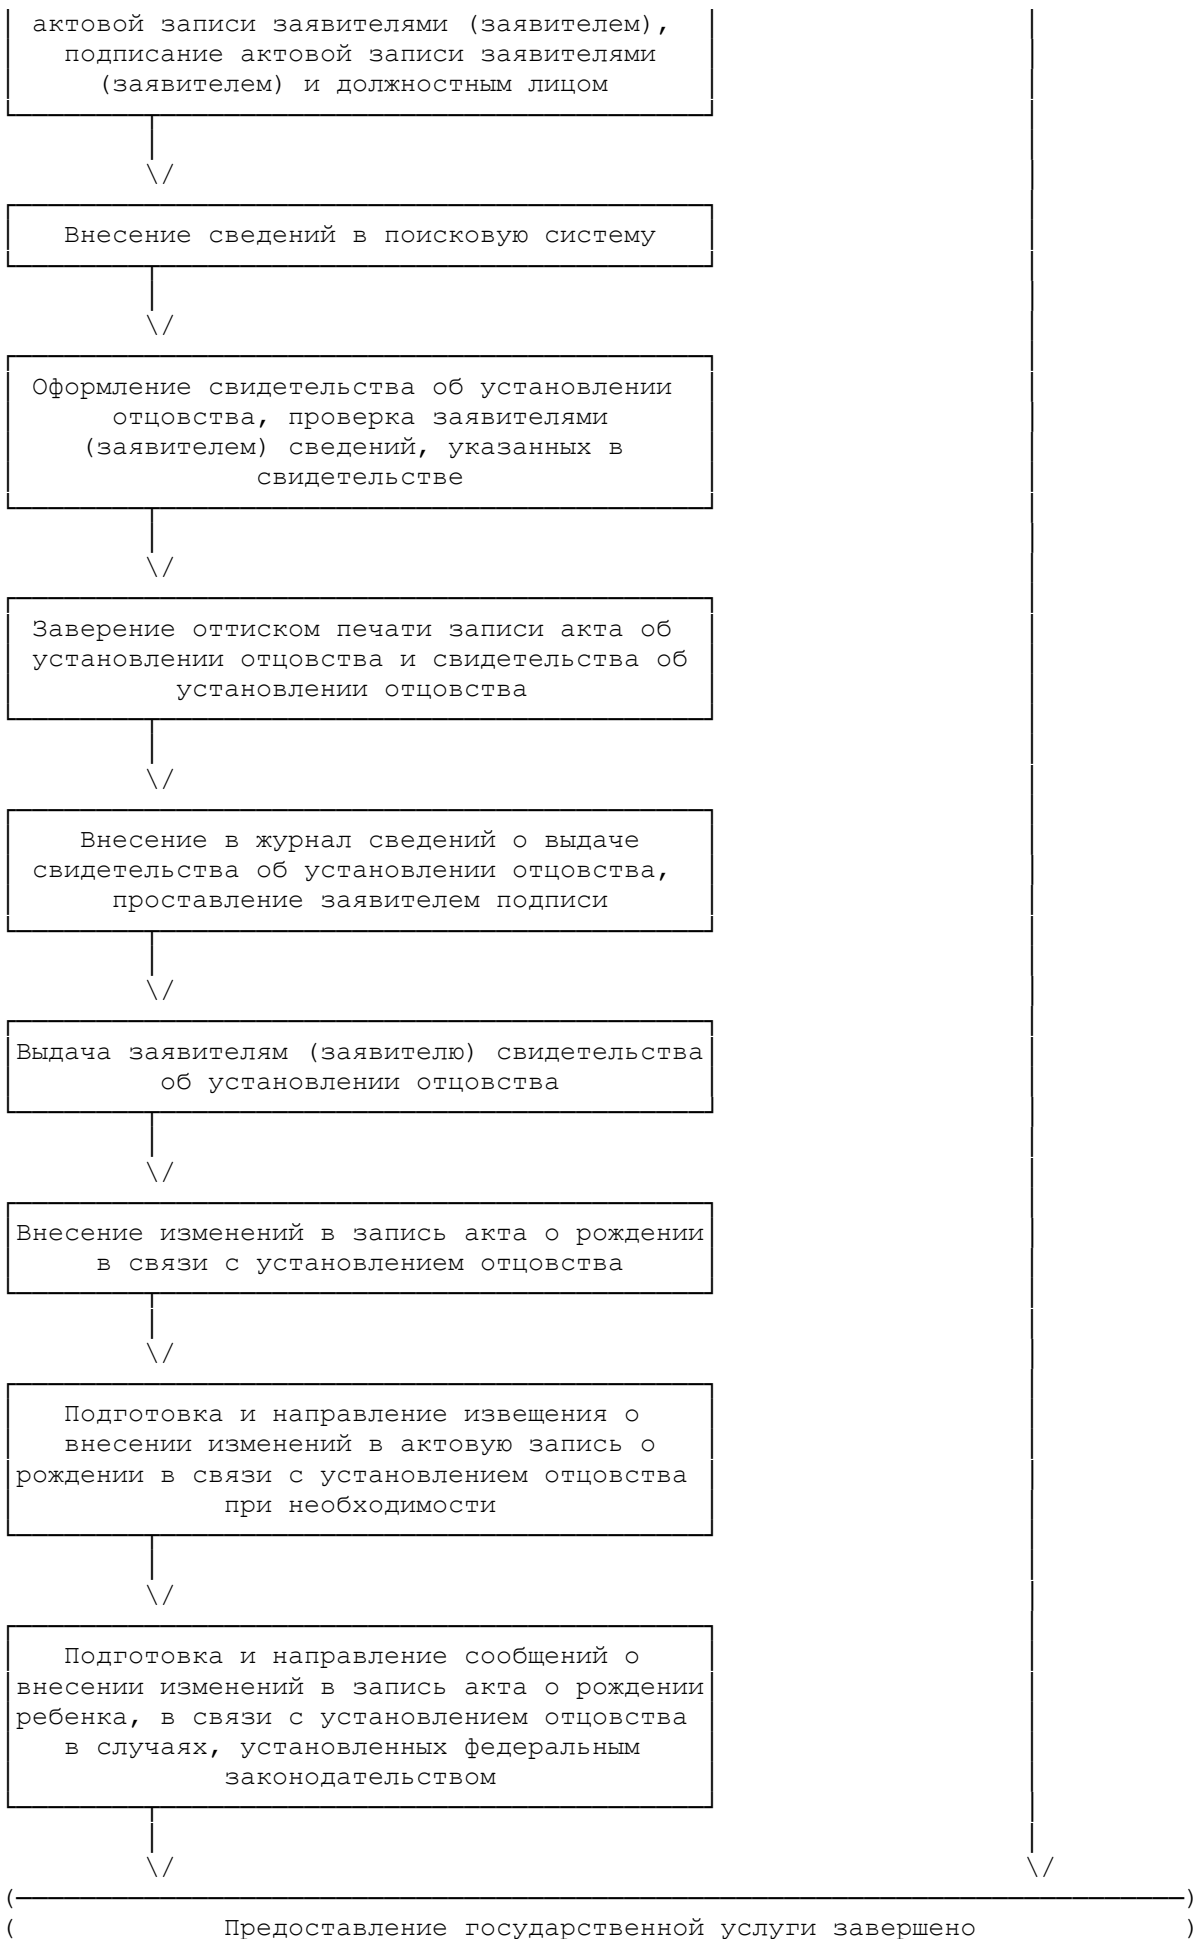 актовой записи заявителями (заявителем),
подписание актовой записи заявителями
(заявителем) и должностным лицом
\/
Внесение сведений в поисковую систему
\/
Оформление свидетельства об установлении
отцовства, проверка заявителями
(заявителем) сведений, указанных в
свидетельстве
\/
Заверение оттиском печати записи акта об
установлении отцовства и свидетельства об
установлении отцовства
\/
Внесение в журнал сведений о выдаче
свидетельства об установлении отцовства,
проставление заявителем подписи
\/
Выдача заявителям (заявителю) свидетельства
об установлении отцовства
\/
Внесение изменений в запись акта о рождении
в связи с установлением отцовства
\/
Подготовка и направление извещения о
внесении изменений в актовую запись о
рождении в связи с установлением отцовства
при необходимости
\/
Подготовка и направление сообщений о
внесении изменений в запись акта о рождении
ребенка, в связи с установлением отцовства
в случаях, установленных федеральным
законодательством
\/ \/
( )
( Предоставление государственной услуги завершено )